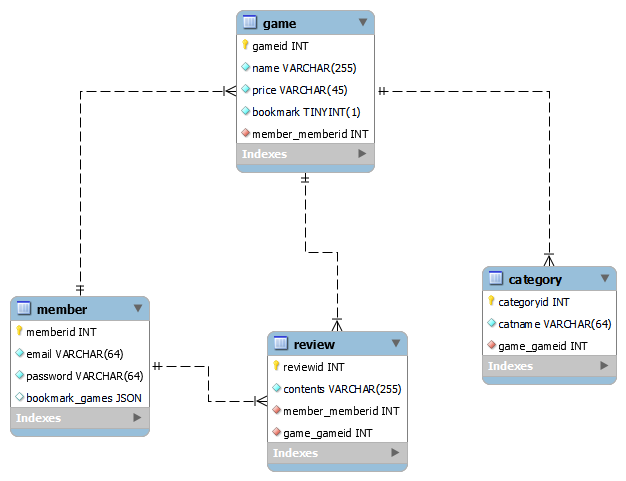 game
gameid INT
name VARCHAR(255)
price VARCHAR(45)
bookmark TINYINT(1)
member_memberid INT
Indexes
member
memberid INT
email VARCHAR(64)
password VARCHAR(64)
bookmark_games JSON
Indexes
review
reviewid INT
contents VARCHAR(255)
member_memberid INT
game_gameid INT
Indexes
category
categoryid INT
catname VARCHAR(64)
game_gameid INT
Indexes